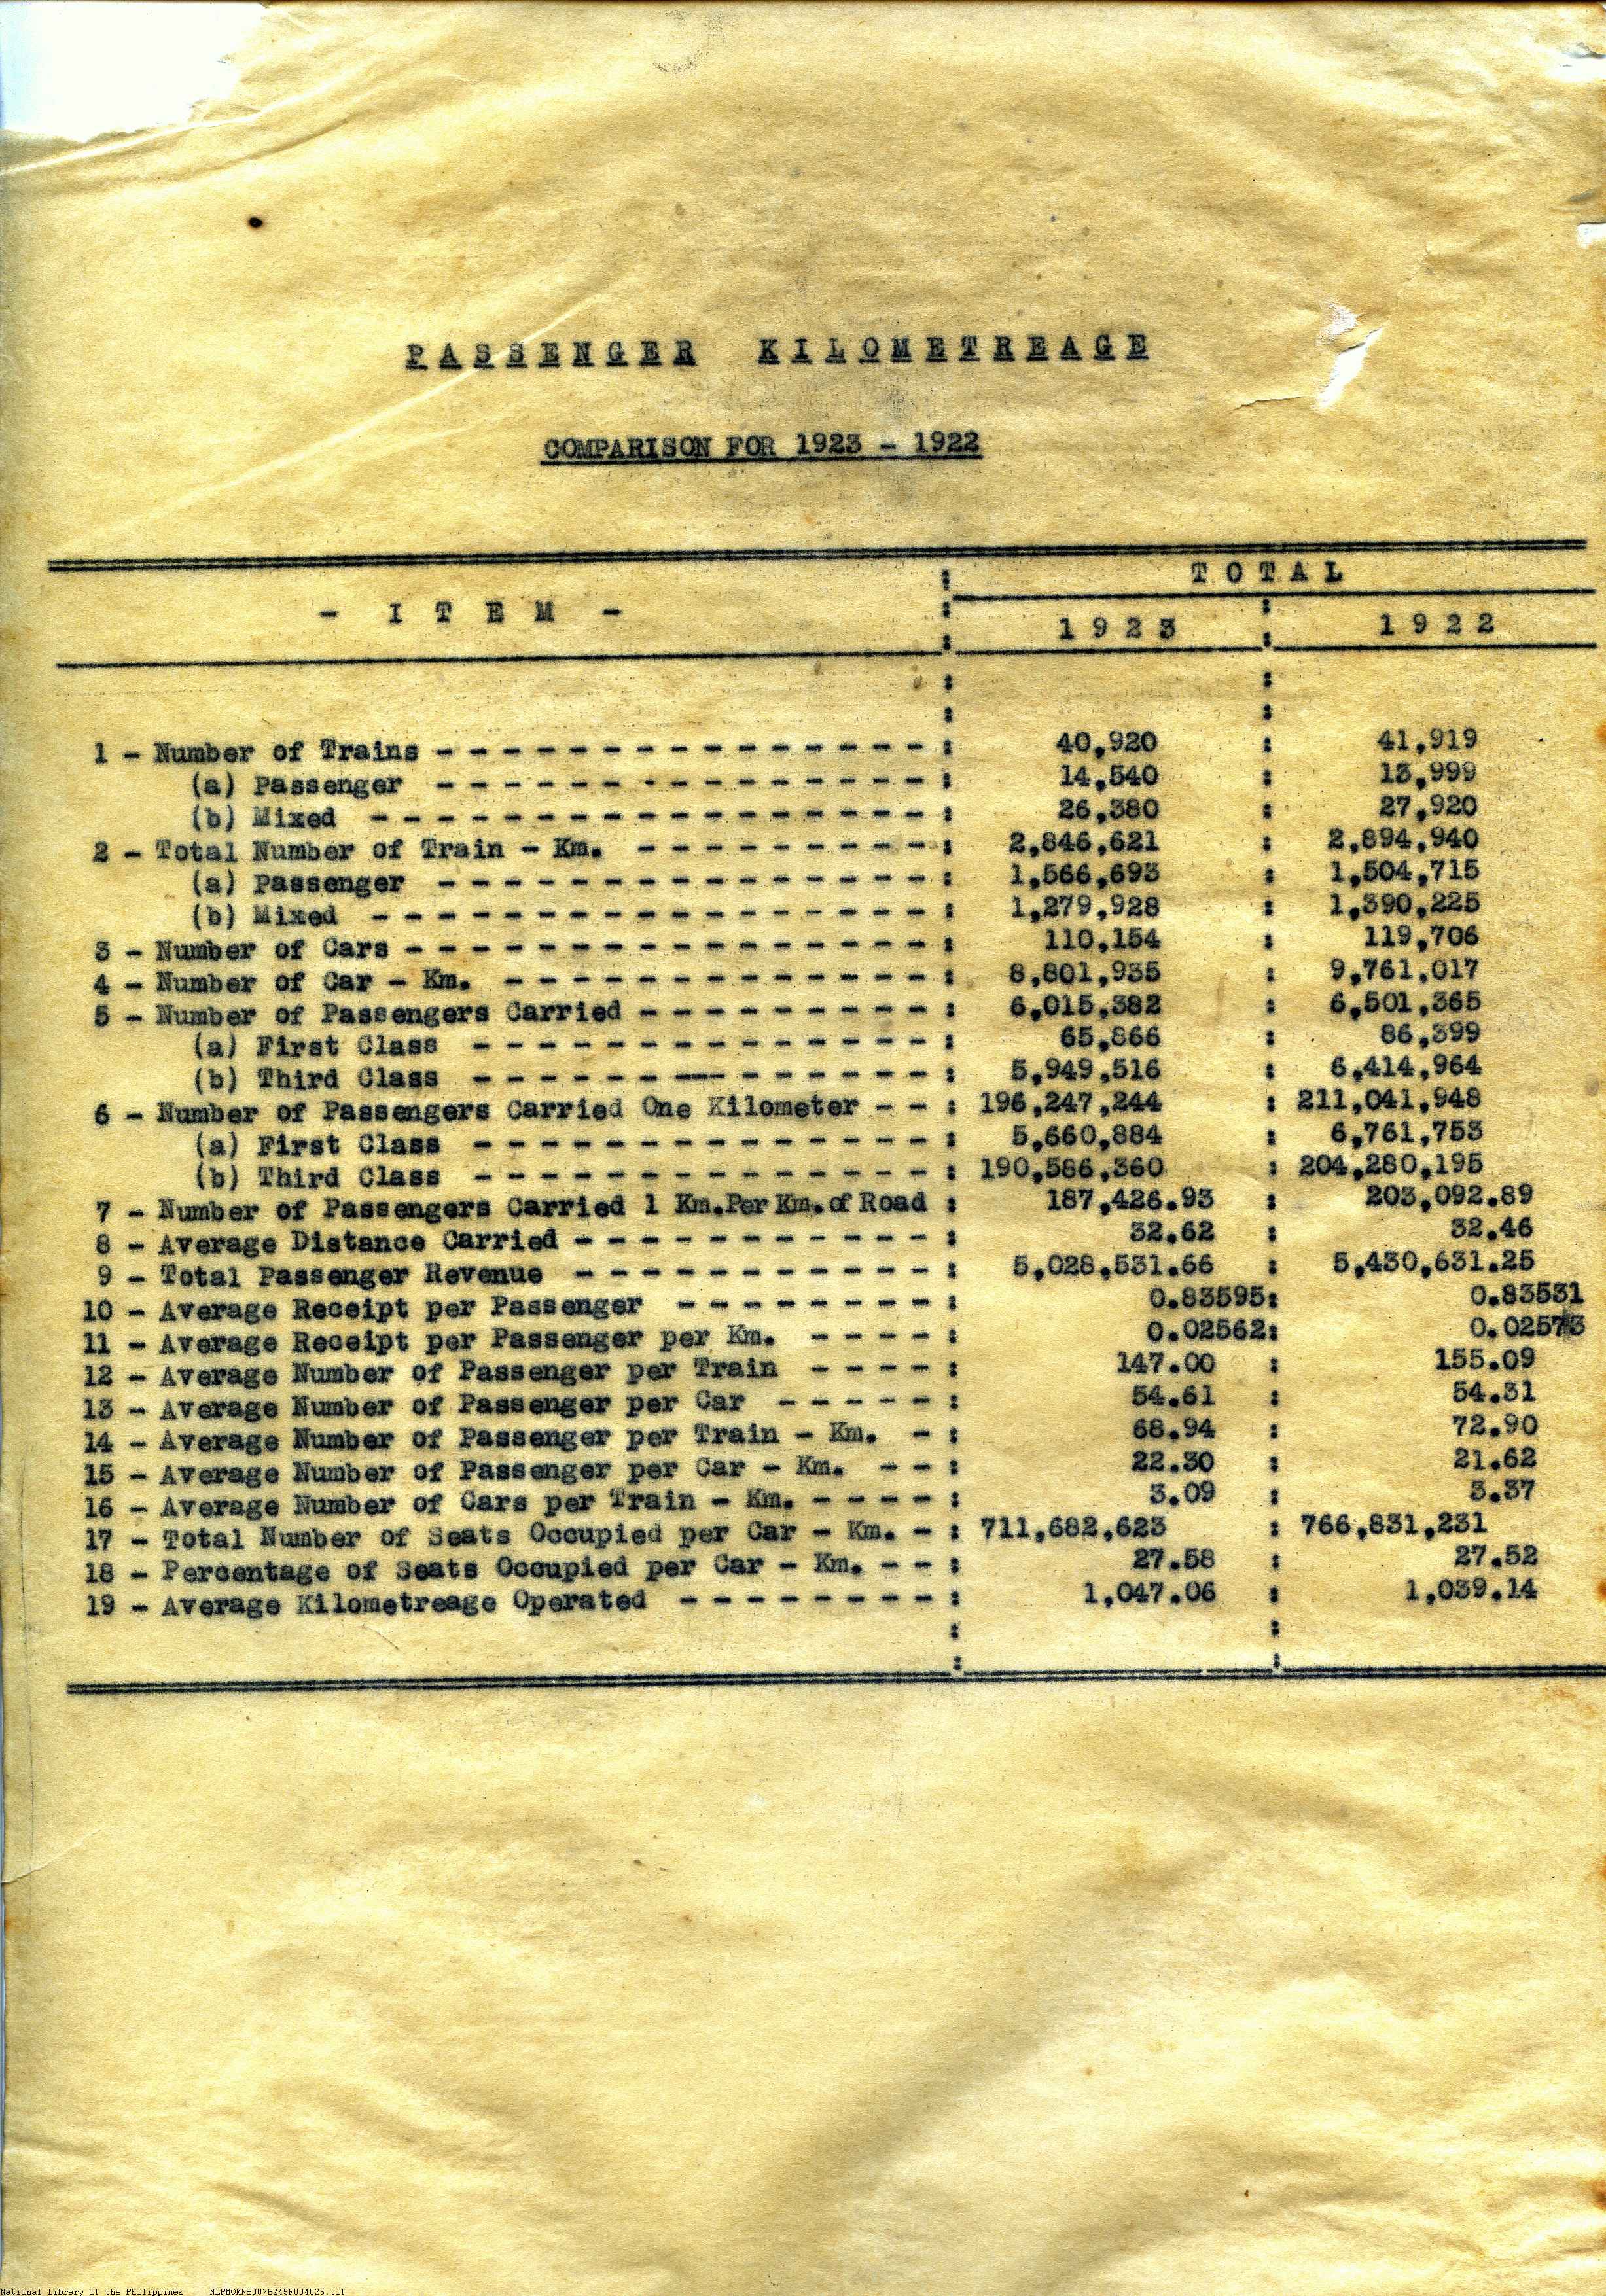 PASSENGER KILOMETREAGE
COMPARISON FOR 1923 - 1922
TOTAL
- ITEM -
1923 : 1922
1 - Number of Trains - - - - - - - - - - - - - - - : 40,920 : 41,919
(a) Passenger - - - - - - - - - - - - - - - - : 14,540 : 13,999
(b) Mixed - - - - - - - - - - - - - - - - - - : 26,380 : 27,920
2 - Total Number of Train - Km. - - - - - - - - - : 2,846,621 : 2,894,940
(a) Passenger - - - - - - - - - - - - - - - - : 1,566,693 : 1,504,715
(b) Mixed - - - - - - - - - - - - - - - - - - : 1,279,928 : 1,390,225
3 - Number of Cars - - - - - - - - - - - - - - - - : 110,154 : 119,706
4 - Number of Car - Km. - - - - - - - - - - - - - : 8,801,935 : 9,761,017
5 - Number of Passengers Carried - - - - - - - - - : 6,015,382 : 6,501,365
(a) First Class - - - - - - - - - - - - - - : 65,866 : 86,399
(b) Third Class - - - - - - - - - - - - - - : 5,949,516 : 6,414,964
6 - Number of Passengers Carried One Kilometer - - : 196,247,244 : 211,041,948
(a) First Class - - - - - - - - - - - - - - : 5,660,884 : 6,761,753
(b) Third Class - - - - - - - - - - - - - - : 190,586,360 : 204,280,195
7 - Number of Passengers Carried 1 Km.Per Km.of Road : 187,426.93 : 203,092.89
8 - Average Distance Carried - - - - - - - - - - - : 32.62 : 32.46
9 - Total Passenger Revenue - - - - - - - - - - - : 5,028,531.66 : 5,430,631.25
10 - Average Receipt per Passenger - - - - - - - - : 0.83595: 0.83531
11 - Average Receipt per Passenger per Km. - - - - : 0.02562: 0.02573
12 - Average Number of Passenger per Train - - - - : 147.00 : 155.09
13 - Average Number of Passenger per Car - - - - - : 54.61 : 54.31
14 - Average Number of Passenger per Train - Km. - : 68.94 : 72.90
15 - Average Number of Passenger per Car - Km. - - : 22.30 : 21.62
16 - Average Number of Cars per Train - Km. - - - - : 3.09 : 3.37
17 - Total Number of Seats Occupied per Car - Km. - : 711,682,623 : 766,831,231
18 - Percentage of Seats Occupied per Car - Km. - - : 27.58 : 27.52
19 - Average Kilometreage Operated - - - - - - - - : 1,047.06 : 1,039.14
National Library of the Philippines NLPMQMNS007B245F004025.tif